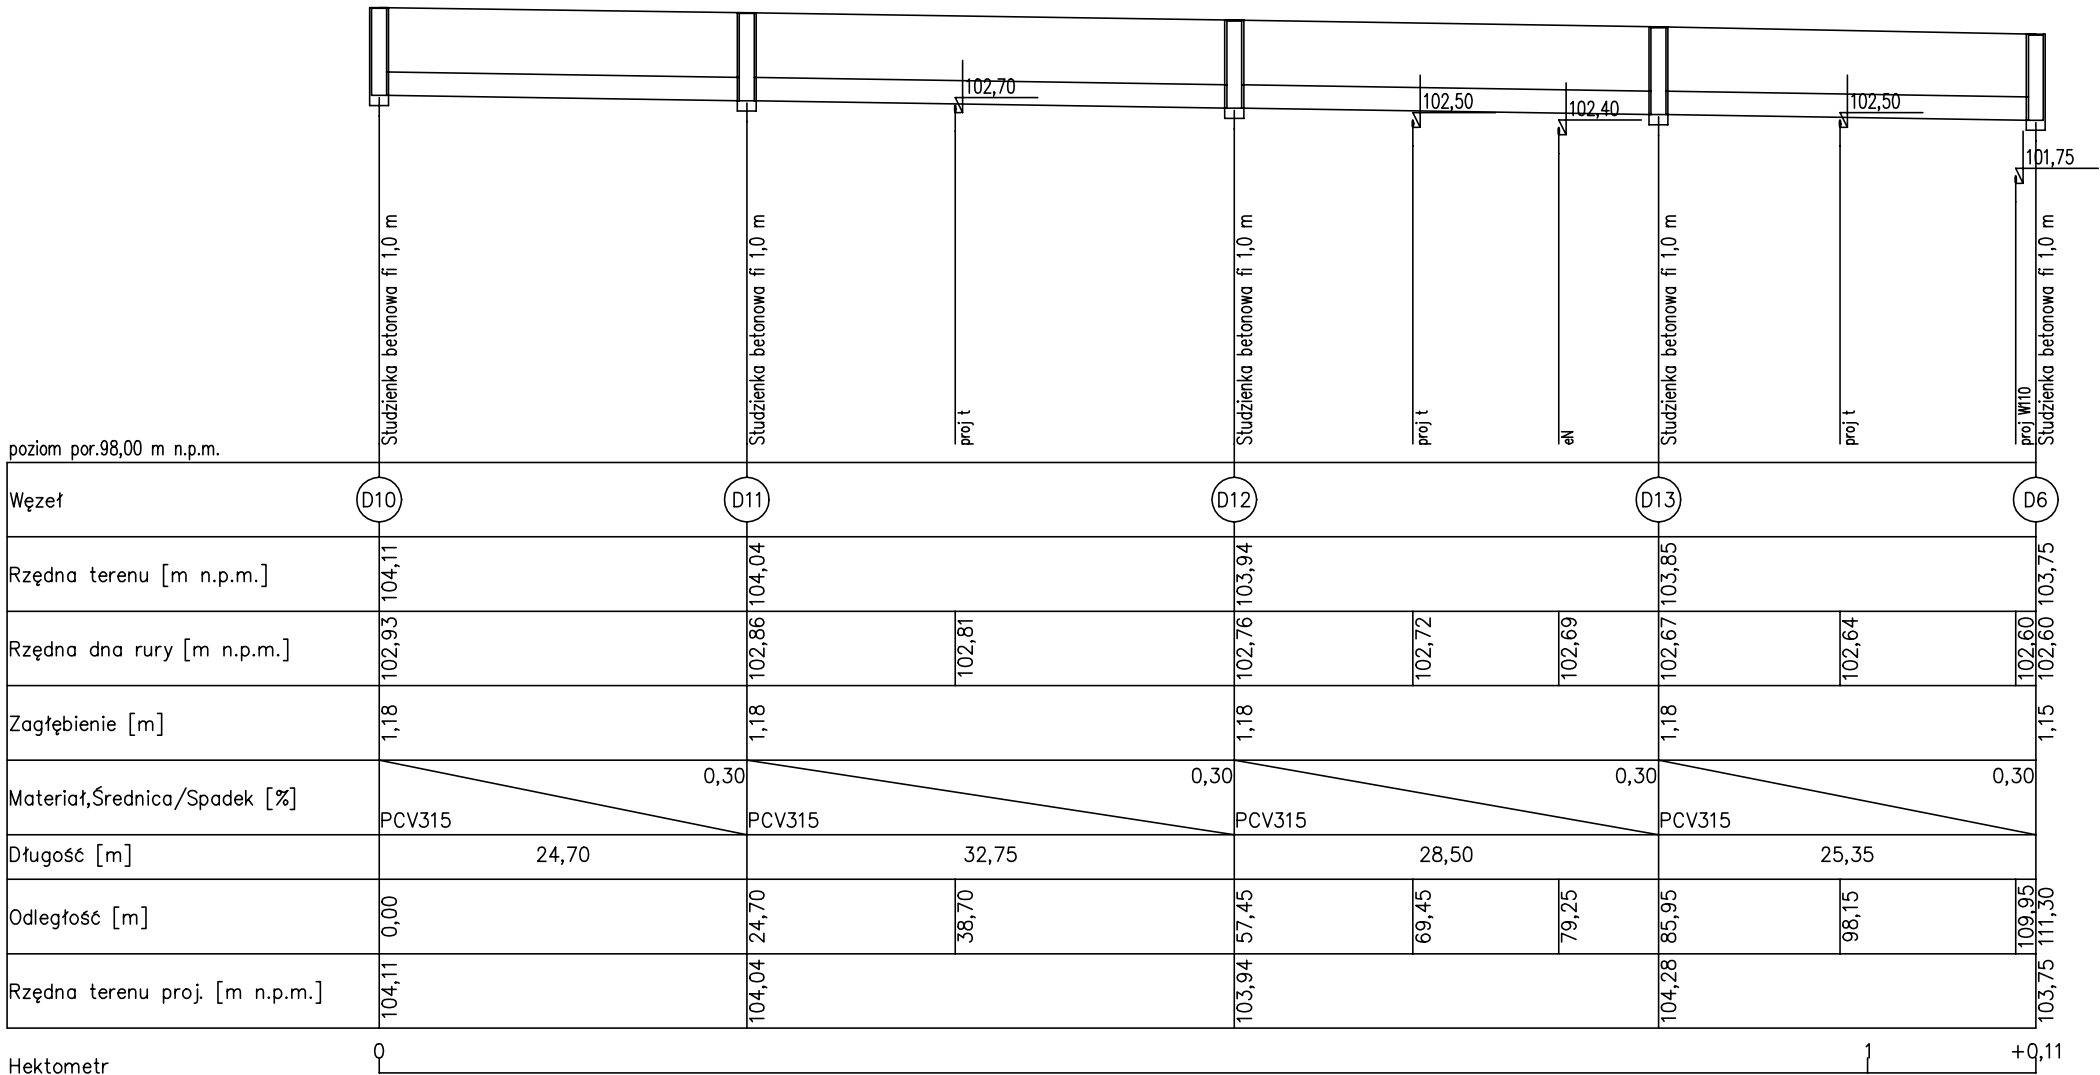 102,70
102,50
102,40
102,50
101,75
Studzienka betonowa fi 1,0 m
Studzienka betonowa fi 1,0 m
proj t
Studzienka betonowa fi 1,0 m
proj t
eN
Studzienka betonowa fi 1,0 m
proj t
proj W110
Studzienka betonowa fi 1,0 m
poziom por.98,00 m n.p.m.
Węzeł D10 D11 D12 D13 D6
Rzędna terenu [m n.p.m.] 104,11 104,04 103,94 103,85 103,75
Rzędna dna rury [m n.p.m.] 102,93 102,86 102,81 102,76 102,72 102,69 102,67 102,64 102,60 102,60
Zagłębienie [m] 1,18 1,18 1,18 1,18 1,15
Materiał,Średnica/Spadek [%] PCV315 0,30 PCV315 0,30 PCV315 0,30 PCV315 0,30
Długość [m] 24,70 32,75 28,50 25,35
Odległość [m] 0,00 24,70 38,70 57,45 69,45 79,25 85,95 98,15 109,95 111,30
Rzędna terenu proj. [m n.p.m.] 104,11 104,04 103,94 104,28 103,75
Hektometr 0 1 +0,11